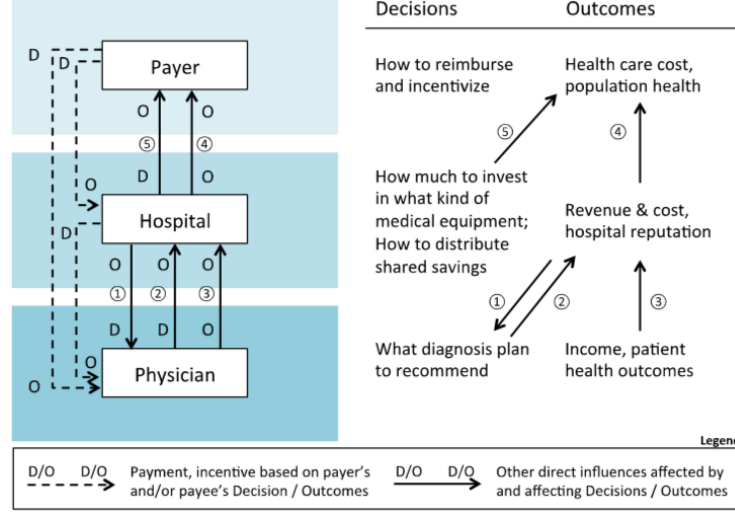 Decisions
Outcomes
D
D
Payer
How to reimburse
and incentivize
Health care cost,
population health
O
O
⑤
④
⑤
④
O
D
O
How much to invest
in what kind of
medical equipment;
How to distribute
shared savings
Hospital
D
Revenue & cost,
hospital reputation
O
O
O
①
②
③
①
②
③
D
D
O
O
O
Physician
What diagnosis plan
to recommend
Income, patient
health outcomes
Legend
D/O
D/O
Payment, incentive based on payer's
and/or payee's Decision / Outcomes
D/O
D/O
Other direct influences affected by
and affecting Decisions / Outcomes